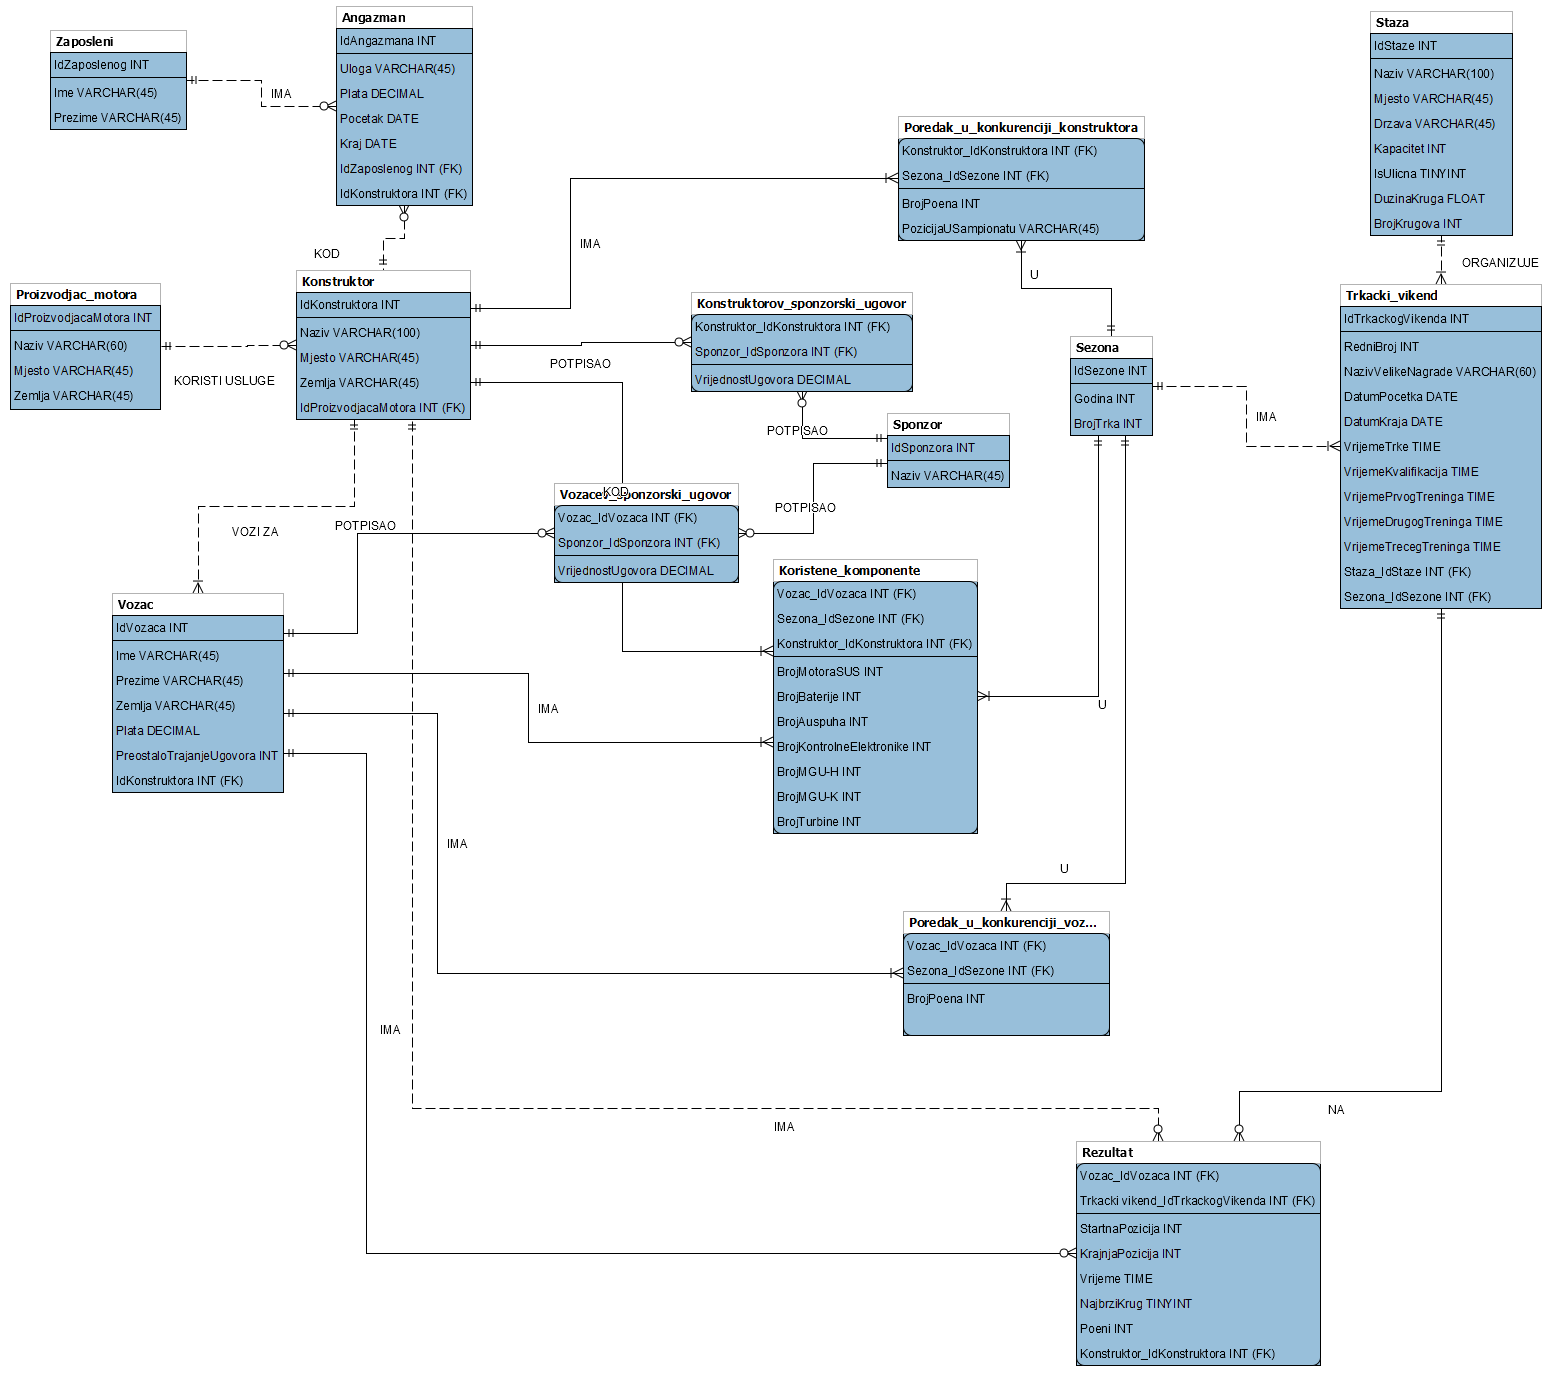 Zaposleni
IdZaposlenog INT
Ime VARCHAR(45)
Prezime VARCHAR(45)
IMA
Angazman
IdAngazmana INT
Uloga VARCHAR(45)
Plata DECIMAL
Pocetak DATE
Kraj DATE
IdZaposlenog INT (FK)
IdKonstruktora INT (FK)
KOD
Proizvodjac_motora
IdProizvodjacaMotora INT
Naziv VARCHAR(60)
Mjesto VARCHAR(45)
Zemlja VARCHAR(45)
KORISTI USLUGE
Konstruktor
IdKonstruktora INT
Naziv VARCHAR(100)
Mjesto VARCHAR(45)
Zemlja VARCHAR(45)
IdProizvodjacaMotora INT (FK)
IMA
Poredak_u_konkurenciji_konstruktora
Konstruktor_IdKonstruktora INT (FK)
Sezona_IdSezone INT (FK)
BrojPoena INT
PozicijaUSampionatu VARCHAR(45)
U
Staza
IdStaze INT
Naziv VARCHAR(100)
Mjesto VARCHAR(45)
Drzava VARCHAR(45)
Kapacitet INT
IsUlicna TINYINT
DuzinaKruga FLOAT
BrojKrugova INT
ORGANIZUJE
Trkacki_vikend
IdTrkackogVikenda INT
RedniBroj INT
NazivVelikeNagrade VARCHAR(60)
DatumPocetka DATE
DatumKraja DATE
VrijemeTrke TIME
VrijemeKvalifikacija TIME
VrijemePrvogTreninga TIME
VrijemeDrugogTreninga TIME
VrijemeTrecegTreninga TIME
Staza_IdStaze INT (FK)
Sezona_IdSezone INT (FK)
Konstruktorov_sponzorski_ugovor
Konstruktor_IdKonstruktora INT (FK)
Sponzor_IdSponzora INT (FK)
VrijednostUgovora DECIMAL
POTPISAO
POTPISAO
Sezona
IdSezone INT
Godina INT
BrojTrka INT
IMA
Sponzor
IdSponzora INT
Naziv VARCHAR(45)
POTPISAO
KOD
Vozacev_sponzorski_ugovor
Vozac_IdVozaca INT (FK)
Sponzor_IdSponzora INT (FK)
VrijednostUgovora DECIMAL
POTPISAO
VOZI ZA
Koristene_komponente
Vozac_IdVozaca INT (FK)
Sezona_IdSezone INT (FK)
Konstruktor_IdKonstruktora INT (FK)
BrojMotoraSUS INT
BrojBaterije INT
BrojAuspuha INT
BrojKontrolneElektronike INT
BrojMGU-H INT
BrojMGU-K INT
BrojTurbine INT
U
Vozac
IdVozaca INT
Ime VARCHAR(45)
Prezime VARCHAR(45)
Zemlja VARCHAR(45)
Plata DECIMAL
PreostaloTrajanjeUgovora INT
IdKonstruktora INT (FK)
IMA
IMA
U
Poredak_u_konkurenciji_voz...
Vozac_IdVozaca INT (FK)
Sezona_IdSezone INT (FK)
BrojPoena INT
IMA
IMA
NA
Rezultat
Vozac_IdVozaca INT (FK)
Trkacki vikend_IdTrkackogVikenda INT (FK)
StartnaPozicija INT
KrajnjaPozicija INT
Vrijeme TIME
NajbrziKrug TINYINT
Poeni INT
Konstruktor_IdKonstruktora INT (FK)